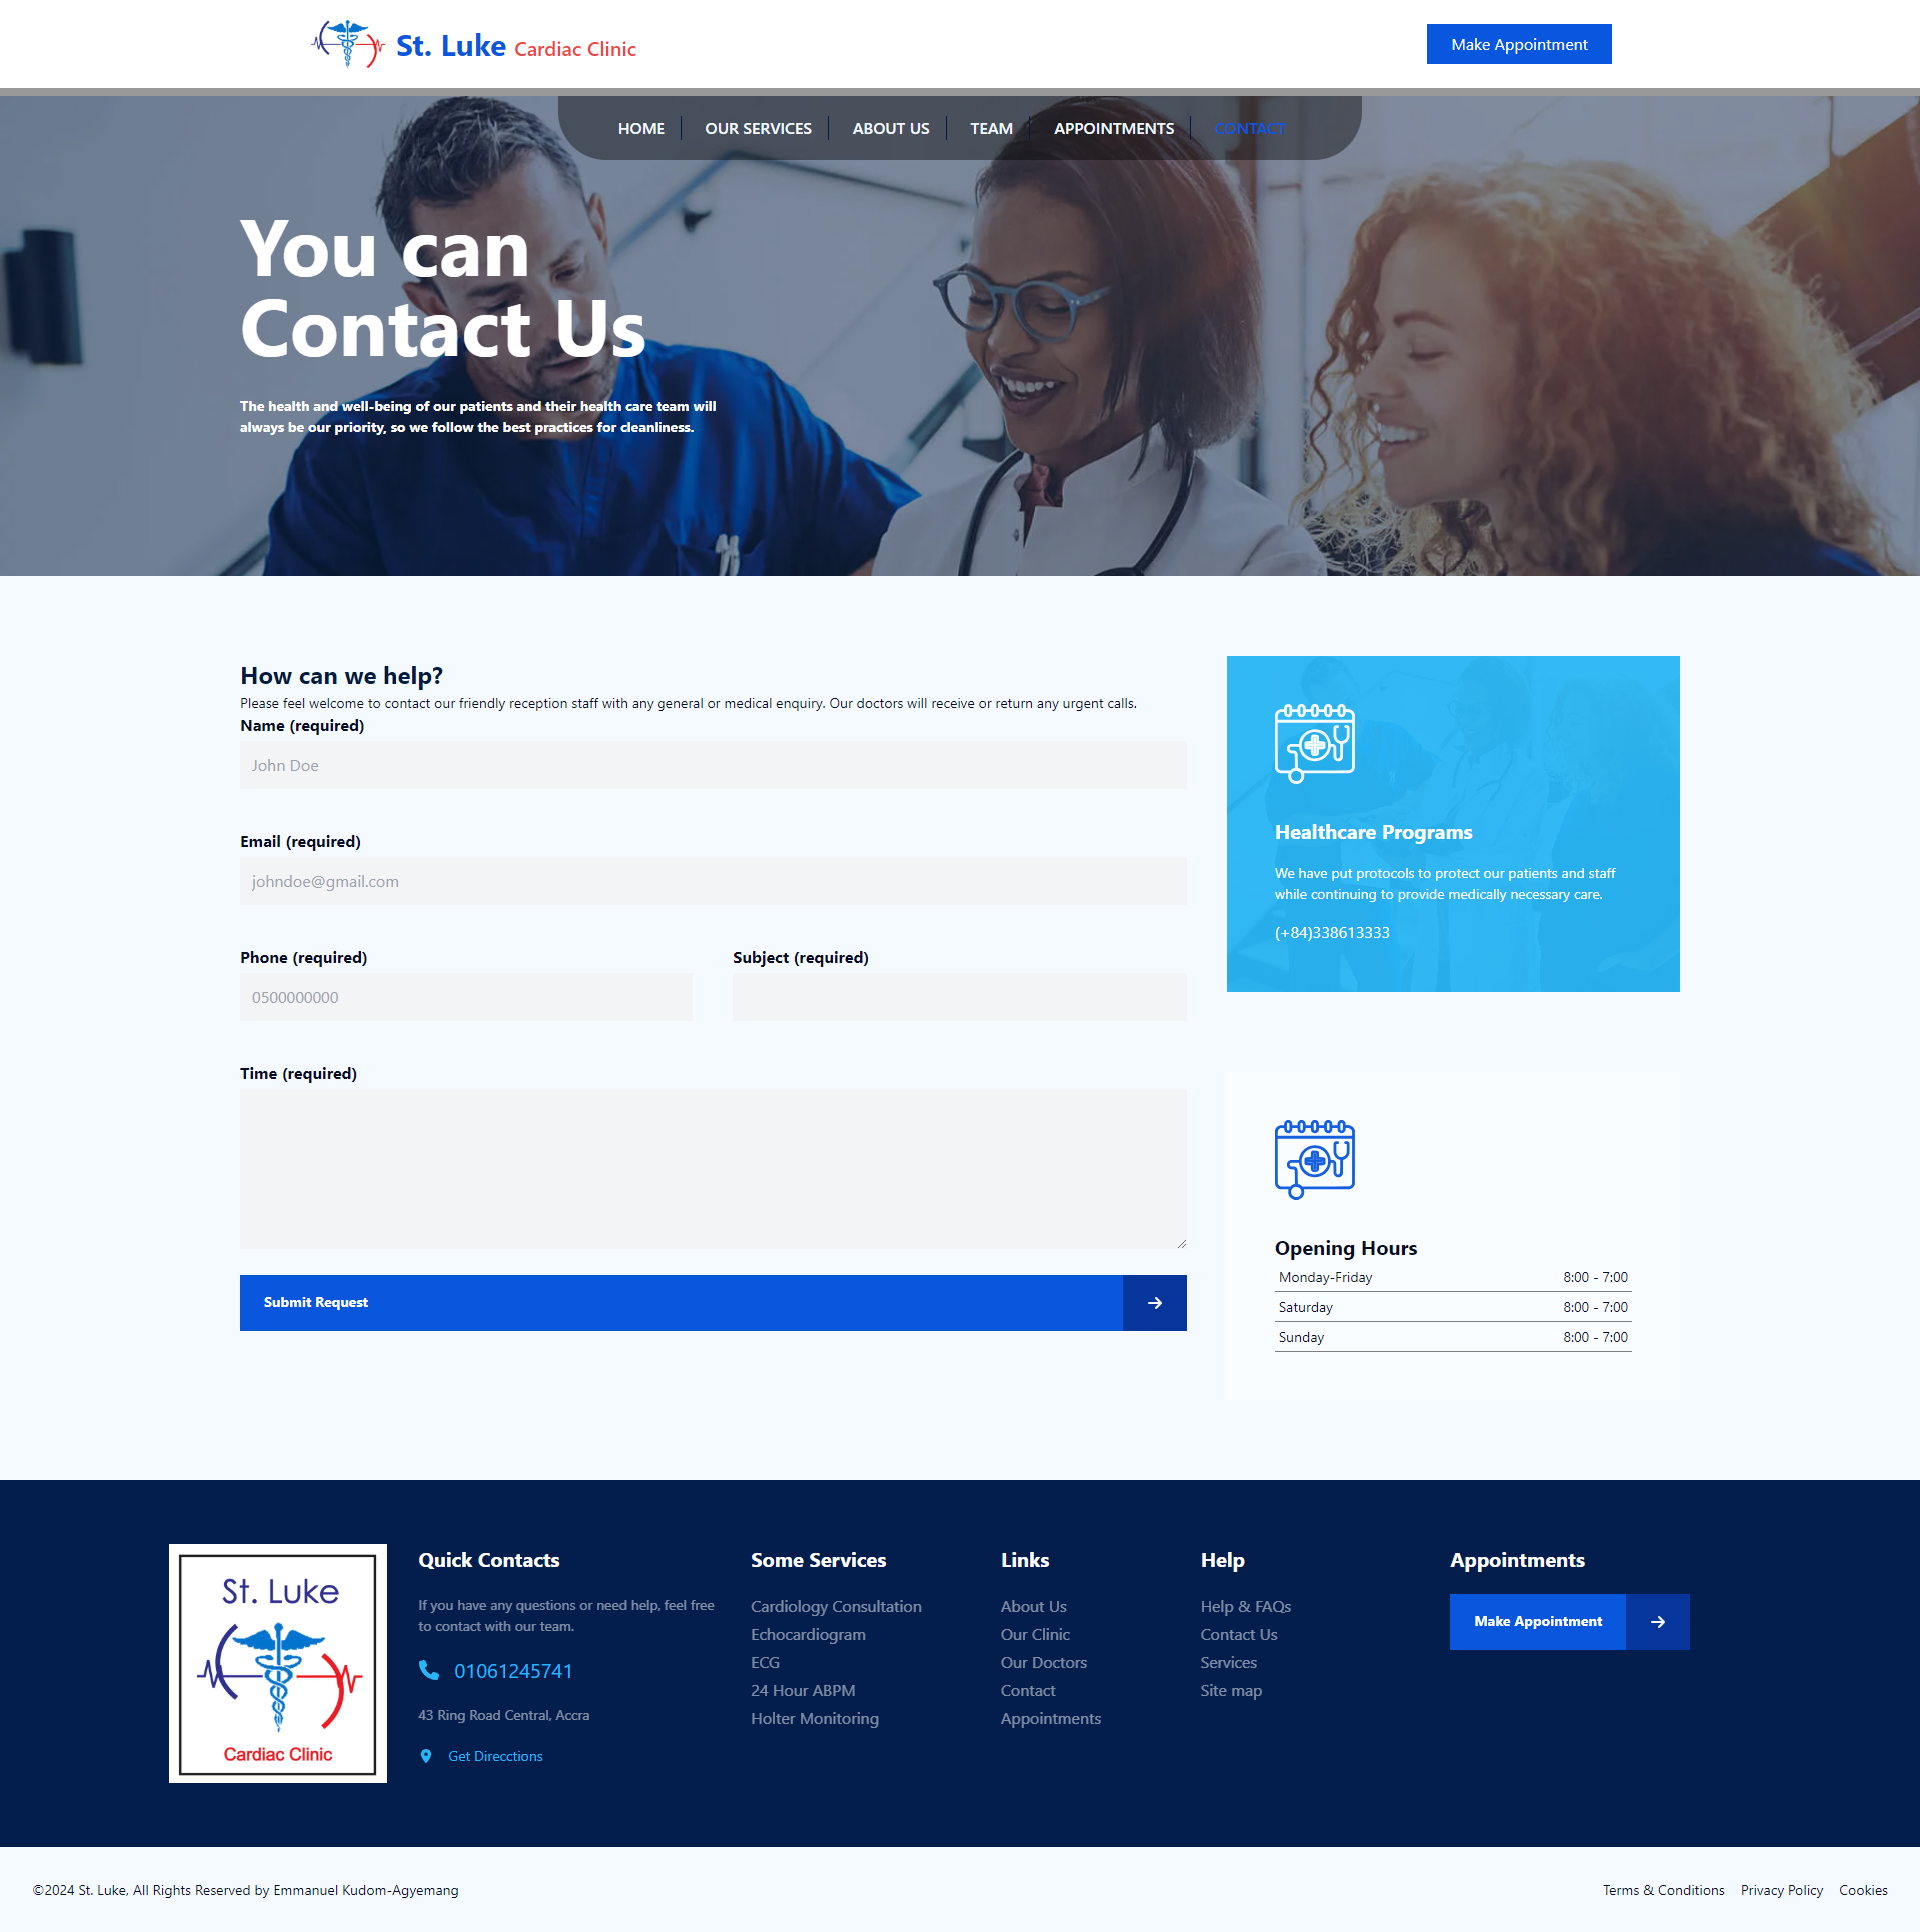 St. Luke Cardiac Clinic
Make Appointment
HOME
OUR SERVICES
ABOUT US
TEAM
APPOINTMENTS
CONTACT
You can
Contact Us
The health and well-being of our patients and their health care team will
always be our priority, so we follow the best practices for cleanliness.
How can we help?
Please feel welcome to contact our friendly reception staff with any general or medical enquiry. Our doctors will receive or return any urgent calls.
Name (required)
John Doe
Email (required)
johndoe@gmail.com
Phone (required)
0500000000
Subject (required)
Time (required)
Submit Request
Healthcare Programs
We have put protocols to protect our patients and staff
while continuing to provide medically necessary care.
(+84)338613333
Opening Hours
Monday-Friday 8:00 - 7:00
Saturday 8:00 - 7:00
Sunday 8:00 - 7:00
St. Luke
Cardiac Clinic
Quick Contacts
If you have any questions or need help, feel free
to contact with our team.
01061245741
43 Ring Road Central, Accra
Get Direcctions
Some Services
Cardiology Consultation
Echocardiogram
ECG
24 Hour ABPM
Holter Monitoring
Links
About Us
Our Clinic
Our Doctors
Contact
Appointments
Help
Help & FAQs
Contact Us
Services
Site map
Appointments
Make Appointment
©2024 St. Luke, All Rights Reserved by Emmanuel Kudom-Agyemang
Terms & Conditions
Privacy Policy
Cookies